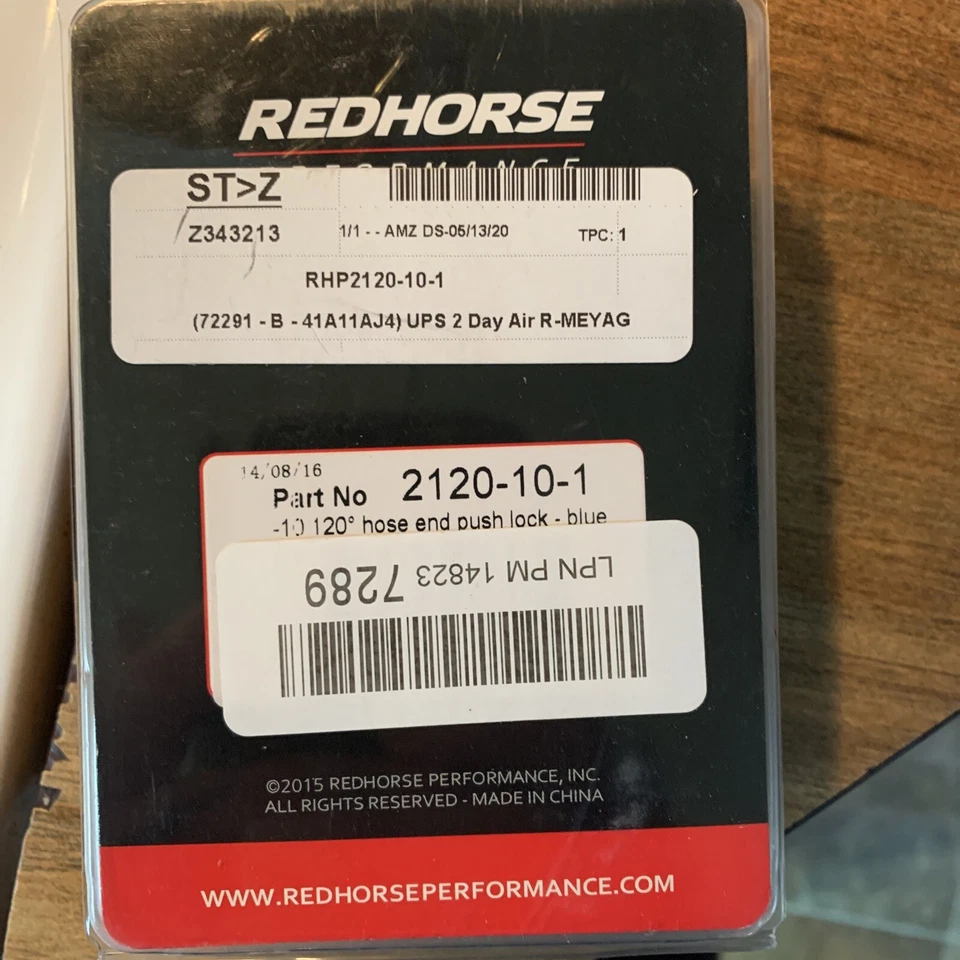 REDHORSE
PERFORMANCE
ST>Z
Z343213 1/1 - - AMZ DS-05/13/20 TPC: 1
RHP2120-10-1
(72291 - B - 41A11AJ4) UPS 2 Day Air R-MEYAG
14/08/16
Part No 2120-10-1
-10 120° hose end push lock - blue
LPN PM 14823 7289
©2015 REDHORSE PERFORMANCE, INC.
ALL RIGHTS RESERVED - MADE IN CHINA
WWW.REDHORSEPERFORMANCE.COM